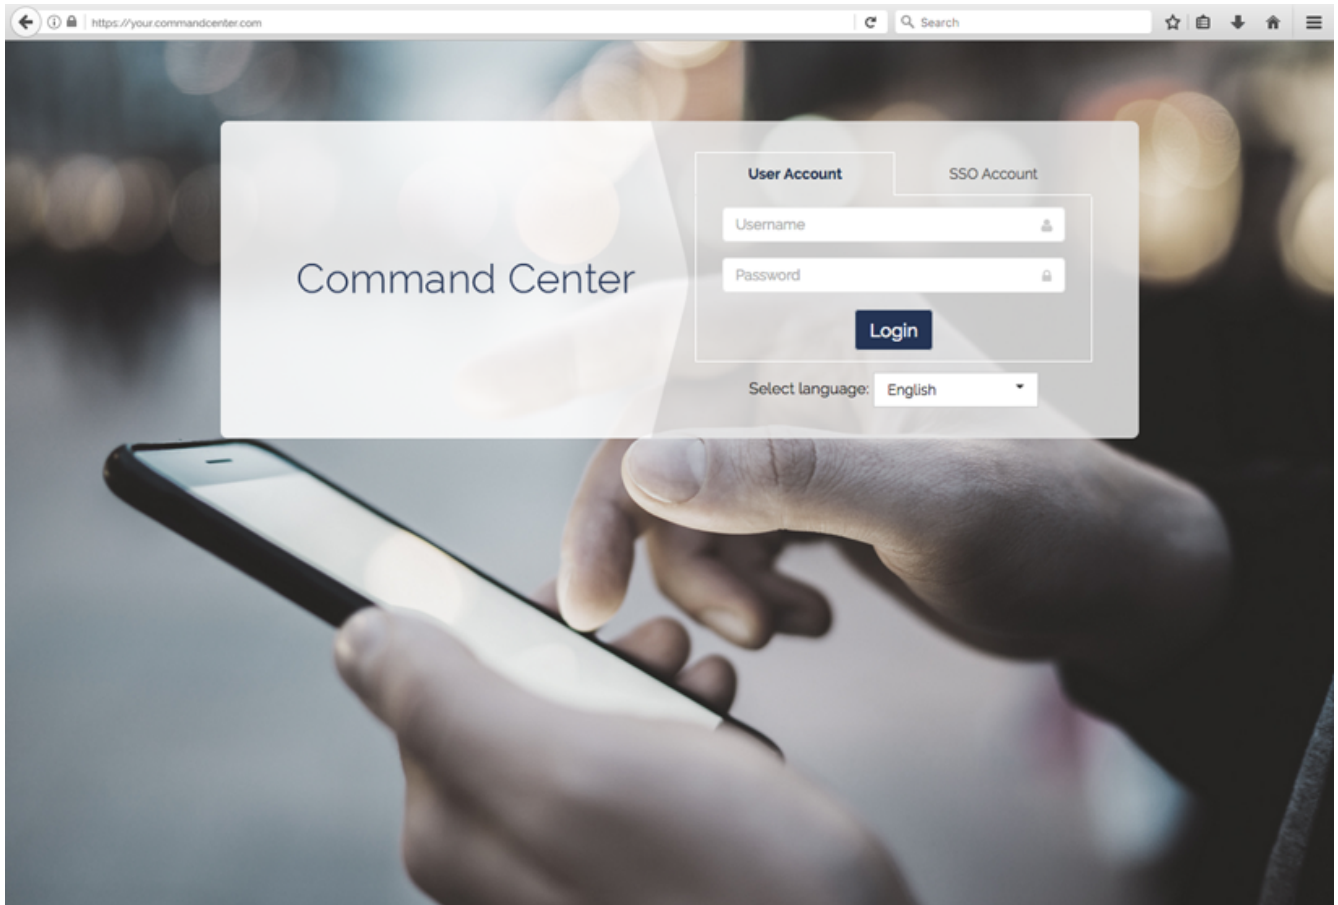 https://your.commandcenter.com
Search
User Account
SSO Account
Username
Command Center
Password
Login
Select language: English